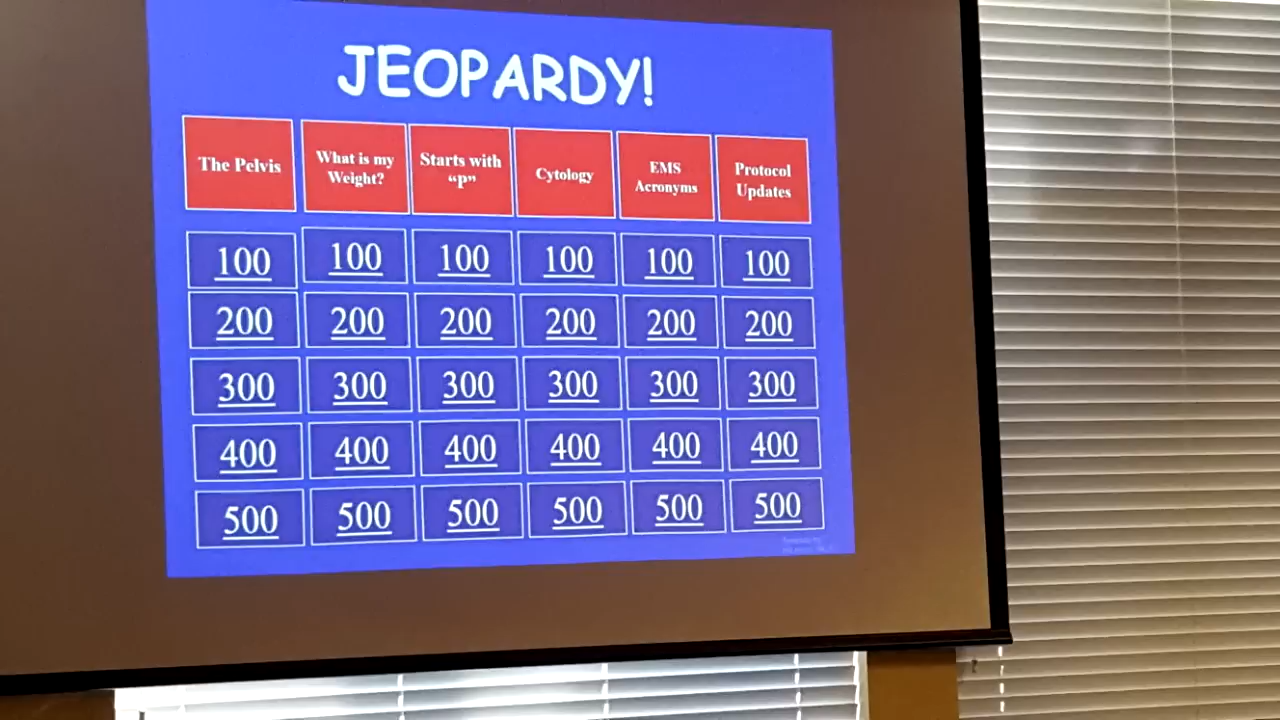 JEOPARDY!
The Pelvis
What is my
Weight?
Starts with
“P”
Cytology
EMS
Acronyms
Protocol
Updates
100 100 100 100 100 100
200 200 200 200 200 200
300 300 300 300 300 300
400 400 400 400 400 400
500 500 500 500 500 500